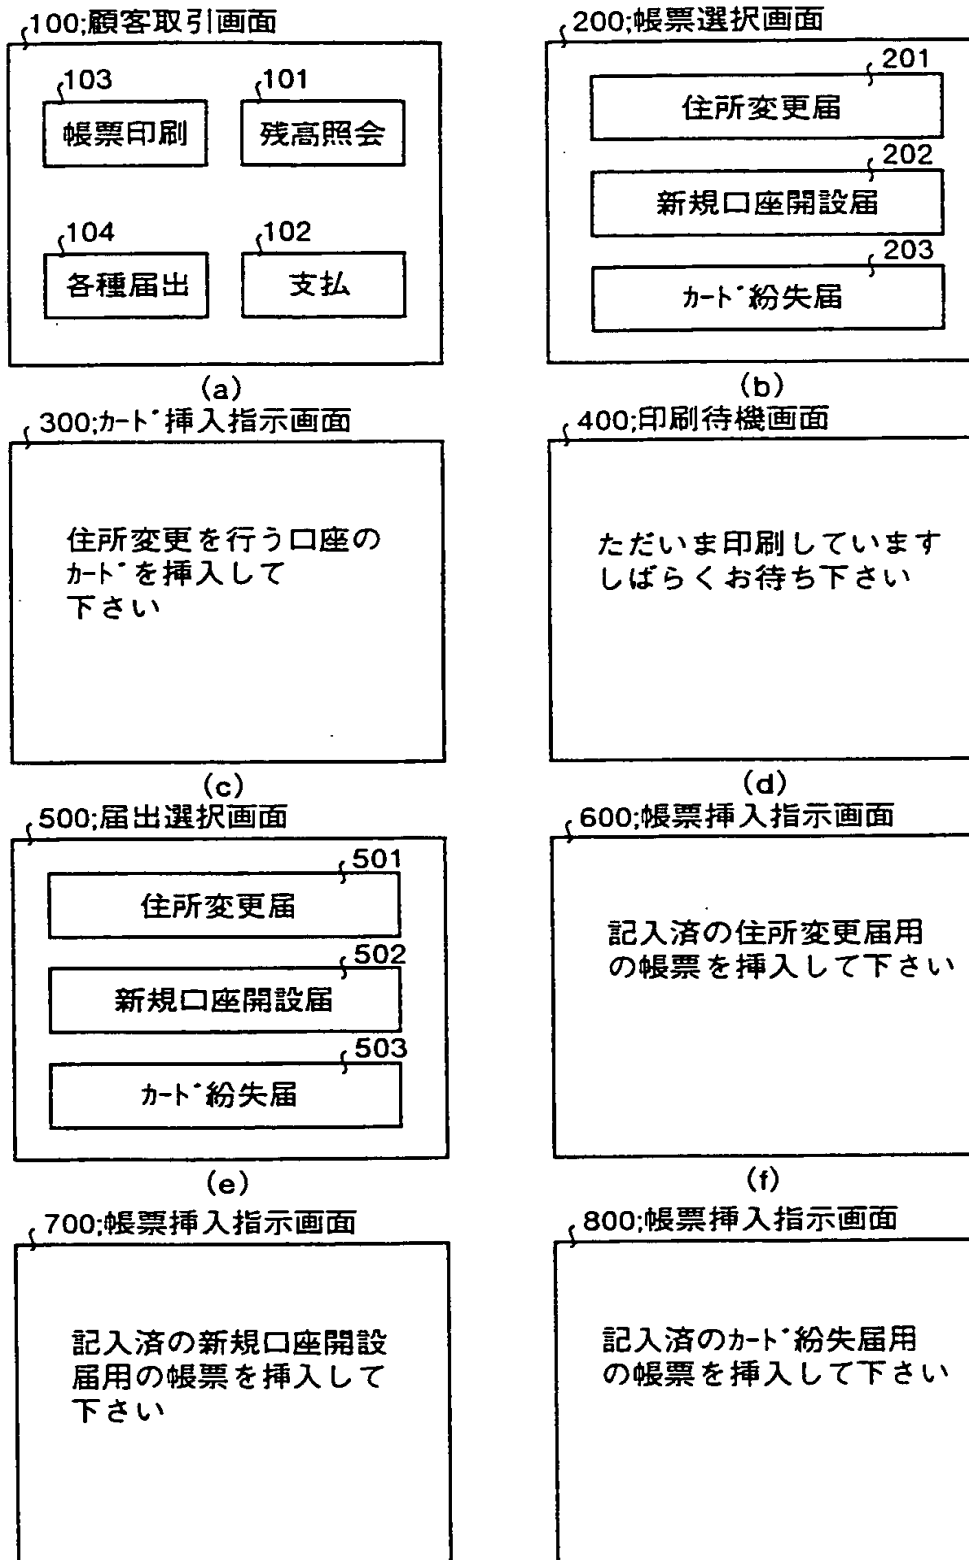 100;顧客取引画面
103
帳票印刷
101
残高照会
104
各種届出
102
支払
(a)
200;帳票選択画面
201
住所変更届
202
新規口座開設届
203
カード紛失届
(b)
300;カード挿入指示画面
住所変更を行う口座の
カードを挿入して
下さい
(c)
400;印刷待機画面
ただいま印刷しています
しばらくお待ち下さい
(d)
500;届出選択画面
501
住所変更届
502
新規口座開設届
503
カード紛失届
(e)
600;帳票挿入指示画面
記入済の住所変更届用
の帳票を挿入して下さい
(f)
700;帳票挿入指示画面
記入済の新規口座開設
届用の帳票を挿入して
下さい
800;帳票挿入指示画面
記入済のカード紛失届用
の帳票を挿入して下さい